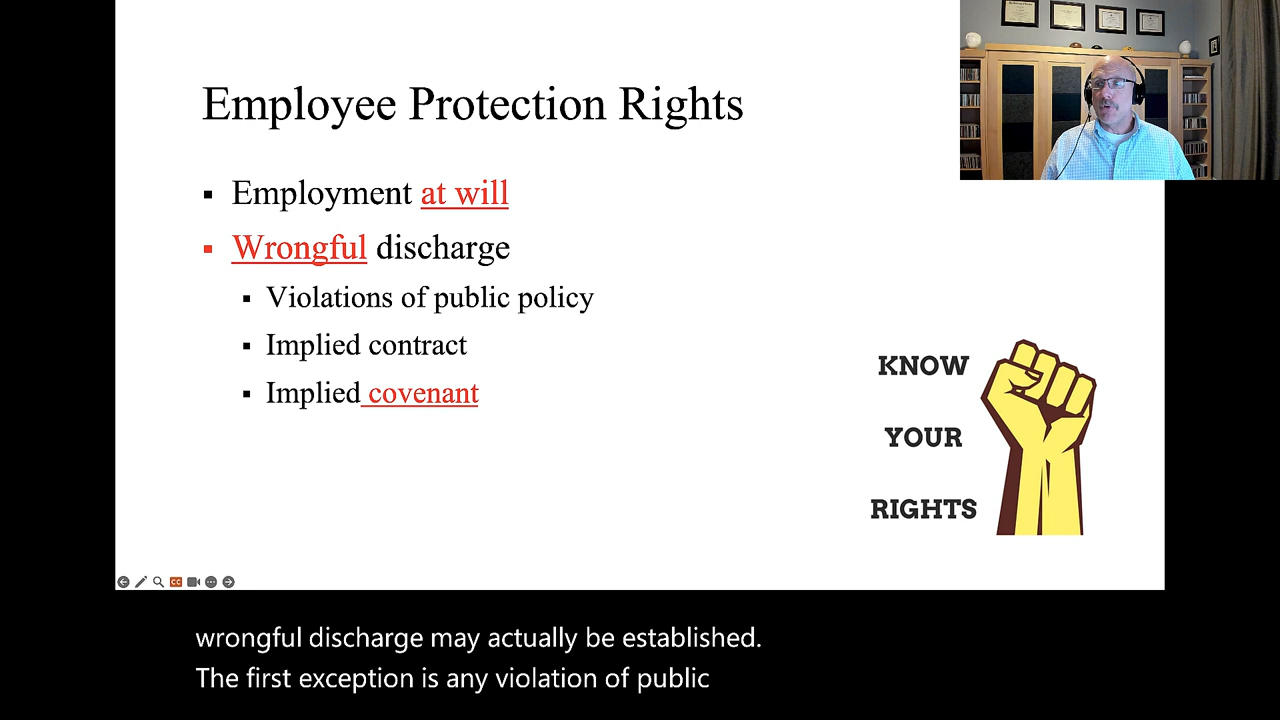 Employee Protection Rights
▪ Employment at will
▪ Wrongful discharge
▪ Violations of public policy
▪ Implied contract
▪ Implied covenant
KNOW
YOUR
RIGHTS
CC
wrongful discharge may actually be established.
The first exception is any violation of public